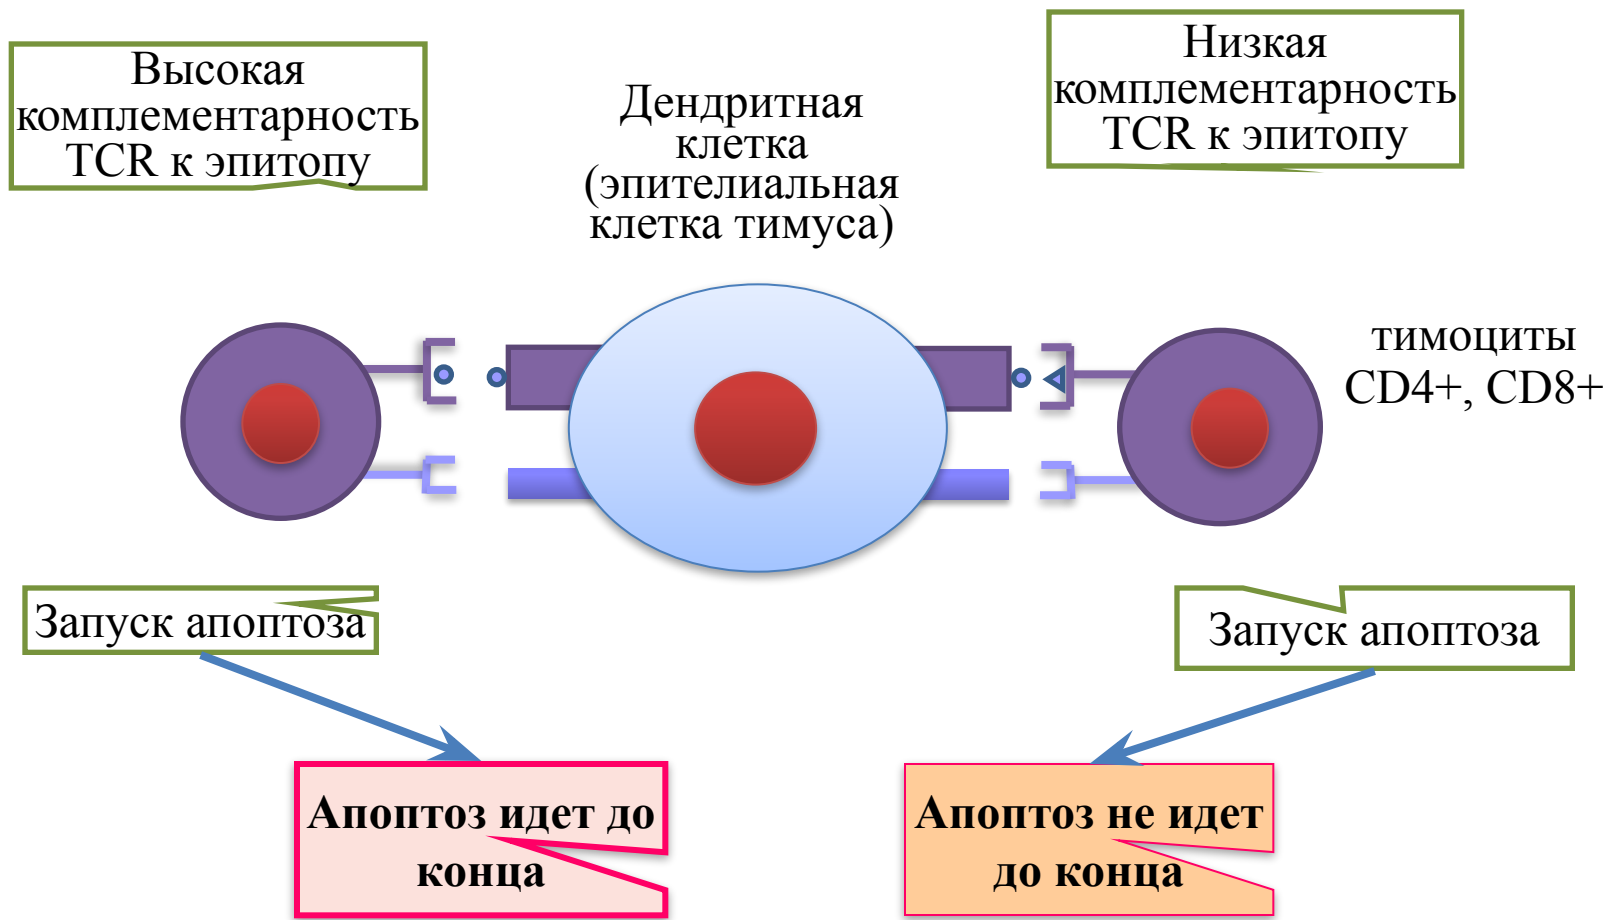 Высокая
комплементарность
TCR к эпитопу
Дендритная
клетка
(эпителиальная
клетка тимуса)
Низкая
комплементарность
TCR к эпитопу
тимоциты
CD4+, CD8+
Запуск апоптоза
Запуск апоптоза
Апоптоз идет до
конца
Апоптоз не идет
до конца